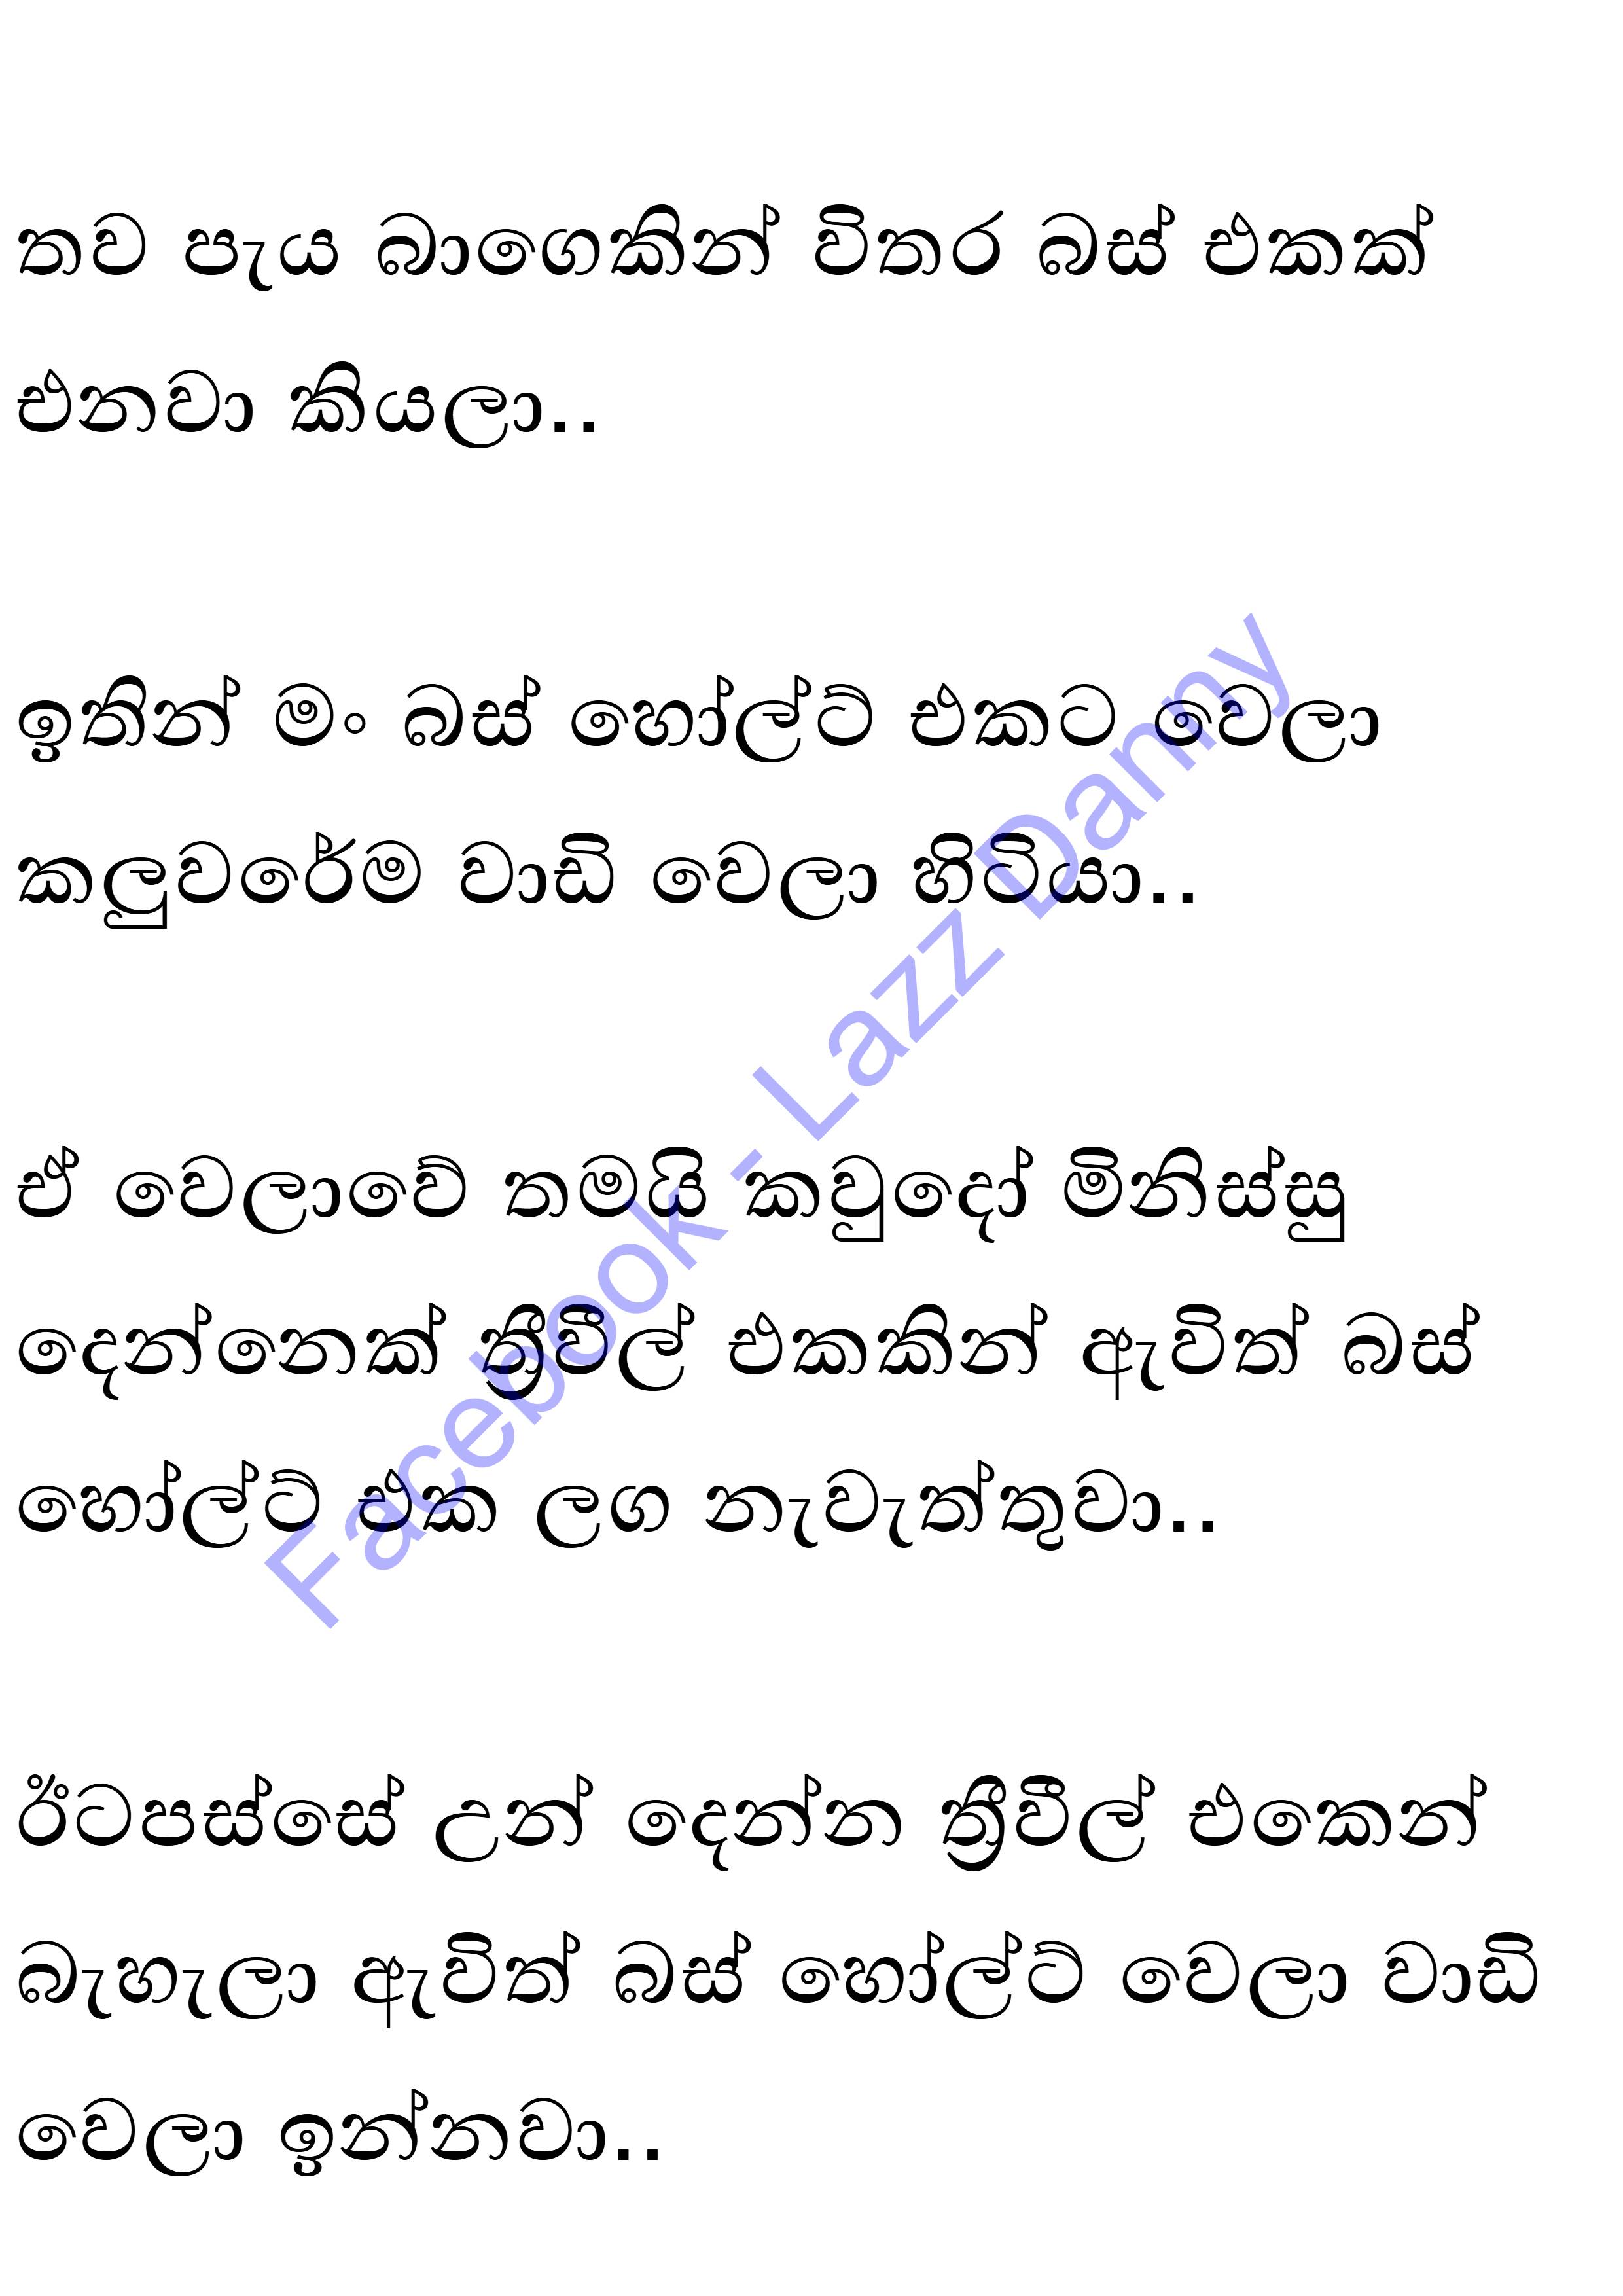 තව පැය බාගෙකින් විතර බස් එකක්
එනවා කියලා..
ඉතින් මං බස් හෝල්ට් එකට වෙලා
කලුවරේම වාඩි වෙලා හිටියා..
ඒ වෙලාවේ තමයි කවුදෝ මිනිස්සු
දෙන්නෙක් ත්‍රීවීල් එකකින් ඇවිත් බස්
හෝල්ට් එක ලග නැවැත්තුවා..
ඊටපස්සේ උන් දෙන්න ත්‍රීවීල් එකෙන්
බැහැලා ඇවිත් බස් හෝල්ට් වෙලා වාඩි
වෙලා ඉන්නවා..
Facebook - Lazz Danny